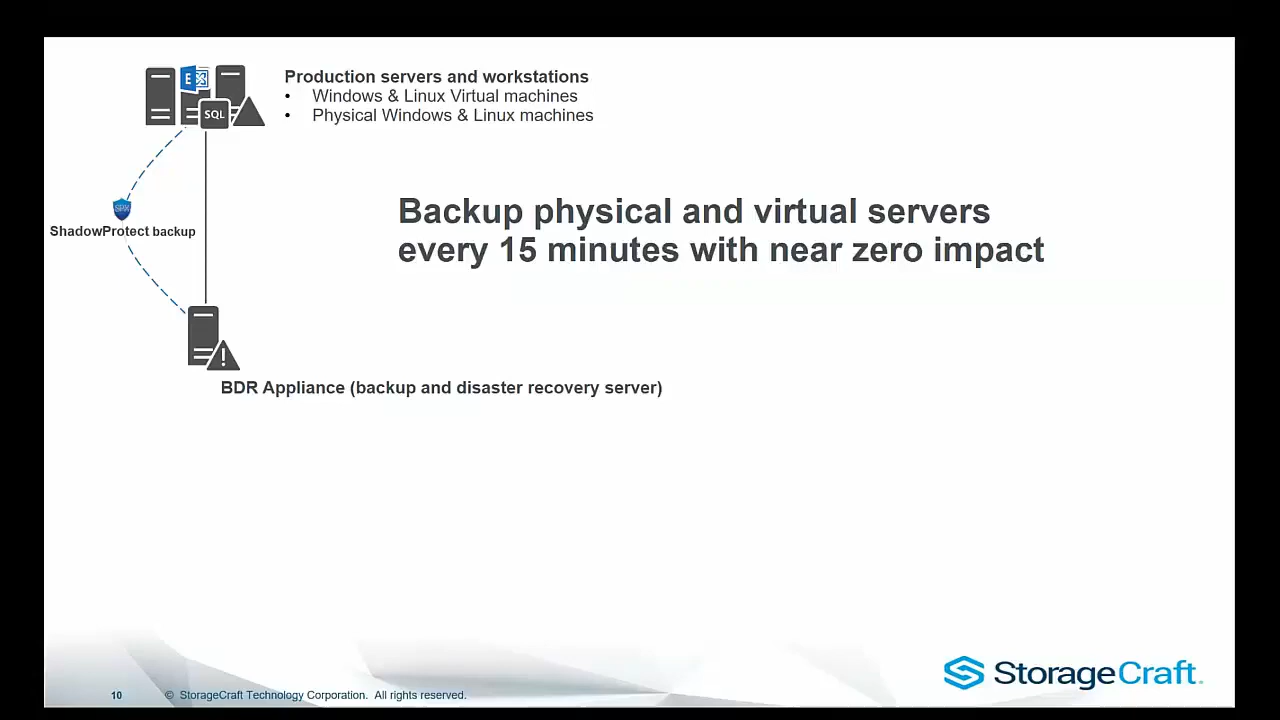 Production servers and workstations
• Windows & Linux Virtual machines
• Physical Windows & Linux machines
E
SQL
SPX
ShadowProtect backup
Backup physical and virtual servers
every 15 minutes with near zero impact
BDR Appliance (backup and disaster recovery server)
10 © StorageCraft Technology Corporation. All rights reserved.
StorageCraft